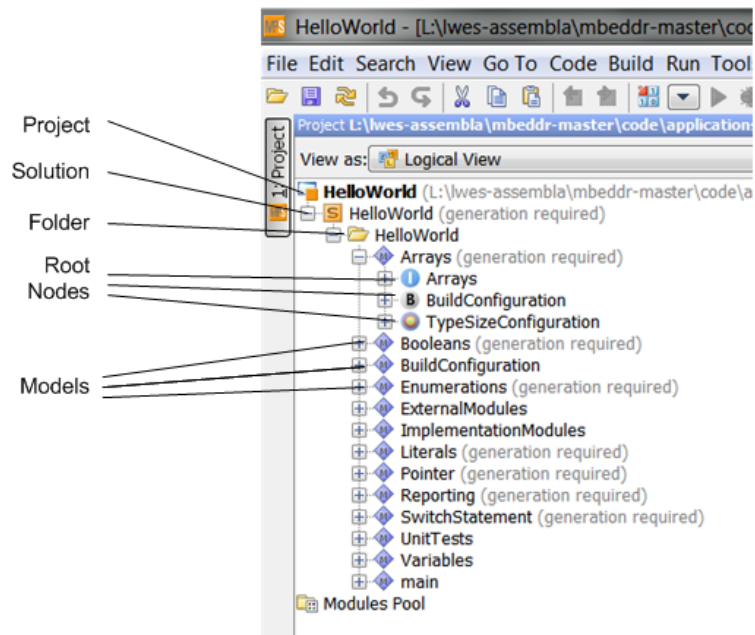 HelloWorld - [L:\lwes-assembla\mbeddr-master\coc
File Edit Search View Go To Code Build Run Tool
Project L:\lwes-assembla\mbeddr-master\code\application
1: Project
View as: Logical View
Project
HelloWorld (L:\lwes-assembla\mbeddr-master\code\a
Solution
S HelloWorld (generation required)
Folder
HelloWorld
M Arrays (generation required)
Root
Nodes
I Arrays
B BuildConfiguration
TypeSizeConfiguration
M Booleans (generation required)
Models
M BuildConfiguration
M Enumerations (generation required)
M ExternalModules
M ImplementationModules
M Literals (generation required)
M Pointer (generation required)
M Reporting (generation required)
M SwitchStatement (generation required)
M UnitTests
M Variables
M main
Modules Pool